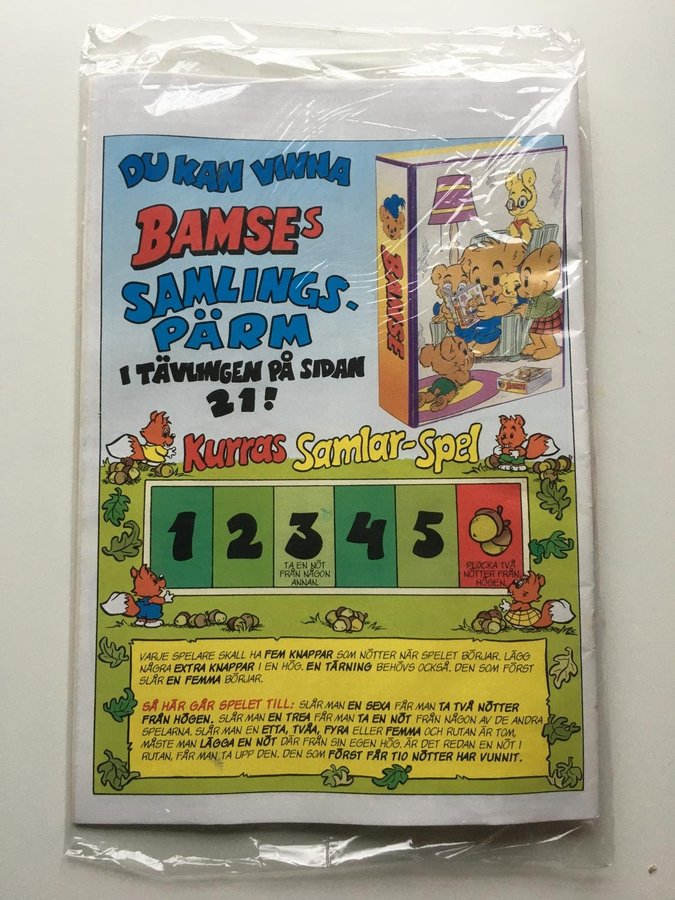 DU KAN VINNA
BAMSEs
SAMLINGS-
PÄRM
I TÄVLINGEN PÅ SIDAN
21!
BAMSE
BAMSE
Kurras Samlar-Spel
1 2 3 4 5
TA EN NÖT
FRÅN NÅGON
ANNAN.
PLOCKA TVÅ
NÖTTER FRÅN
HÖGEN.
VARJE SPELARE SKALL HA FEM KNAPPAR SOM NÖTTER NÄR SPELET BÖRJAR. LÄGG
NÅGRA EXTRA KNAPPAR I EN HÖG. EN TÄRNING BEHÖVS OCKSÅ. DEN SOM FÖRST
SLÅR EN FEMMA BÖRJAR.
SÅ HÄR GÅR SPELET TILL: SLÅR MAN EN SEXA FÅR MAN TA TVÅ NÖTTER
FRÅN HÖGEN. SLÅR MAN EN TREA FÅR MAN TA EN NÖT FRÅN NÅGON AV DE ANDRA
SPELARNA. SLÅR MAN EN ETTA, TVÅA, FYRA ELLER FEMMA OCH RUTAN ÄR TOM,
MÅSTE MAN LÄGGA EN NÖT DÄR FRÅN SIN EGEN HÖG. ÄR DET REDAN EN NÖT I
RUTAN, FÅR MAN TA UPP DEN. DEN SOM FÖRST FÅR TIO NÖTTER HAR VUNNIT.